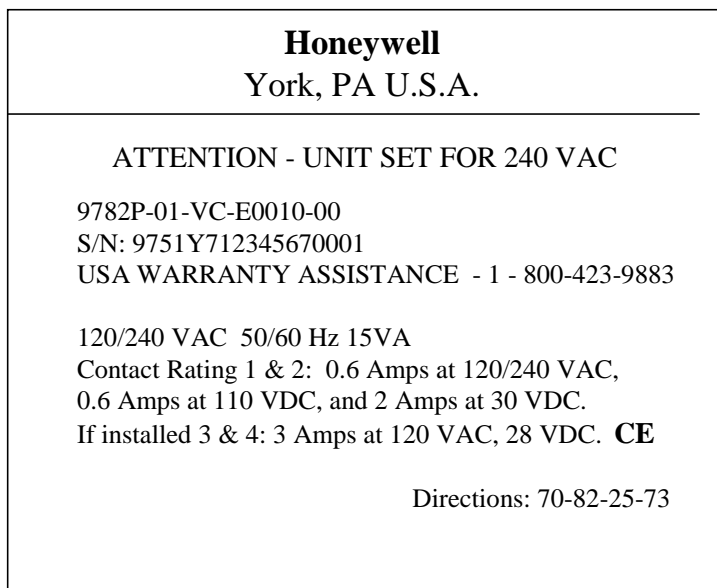 Honeywell
York, PA U.S.A.
ATTENTION - UNIT SET FOR 240 VAC
9782P-01-VC-E0010-00
S/N: 9751Y712345670001
USA WARRANTY ASSISTANCE - 1 - 800-423-9883
120/240 VAC 50/60 Hz 15VA
Contact Rating 1 & 2: 0.6 Amps at 120/240 VAC,
0.6 Amps at 110 VDC, and 2 Amps at 30 VDC.
If installed 3 & 4: 3 Amps at 120 VAC, 28 VDC. CE
Directions: 70-82-25-73